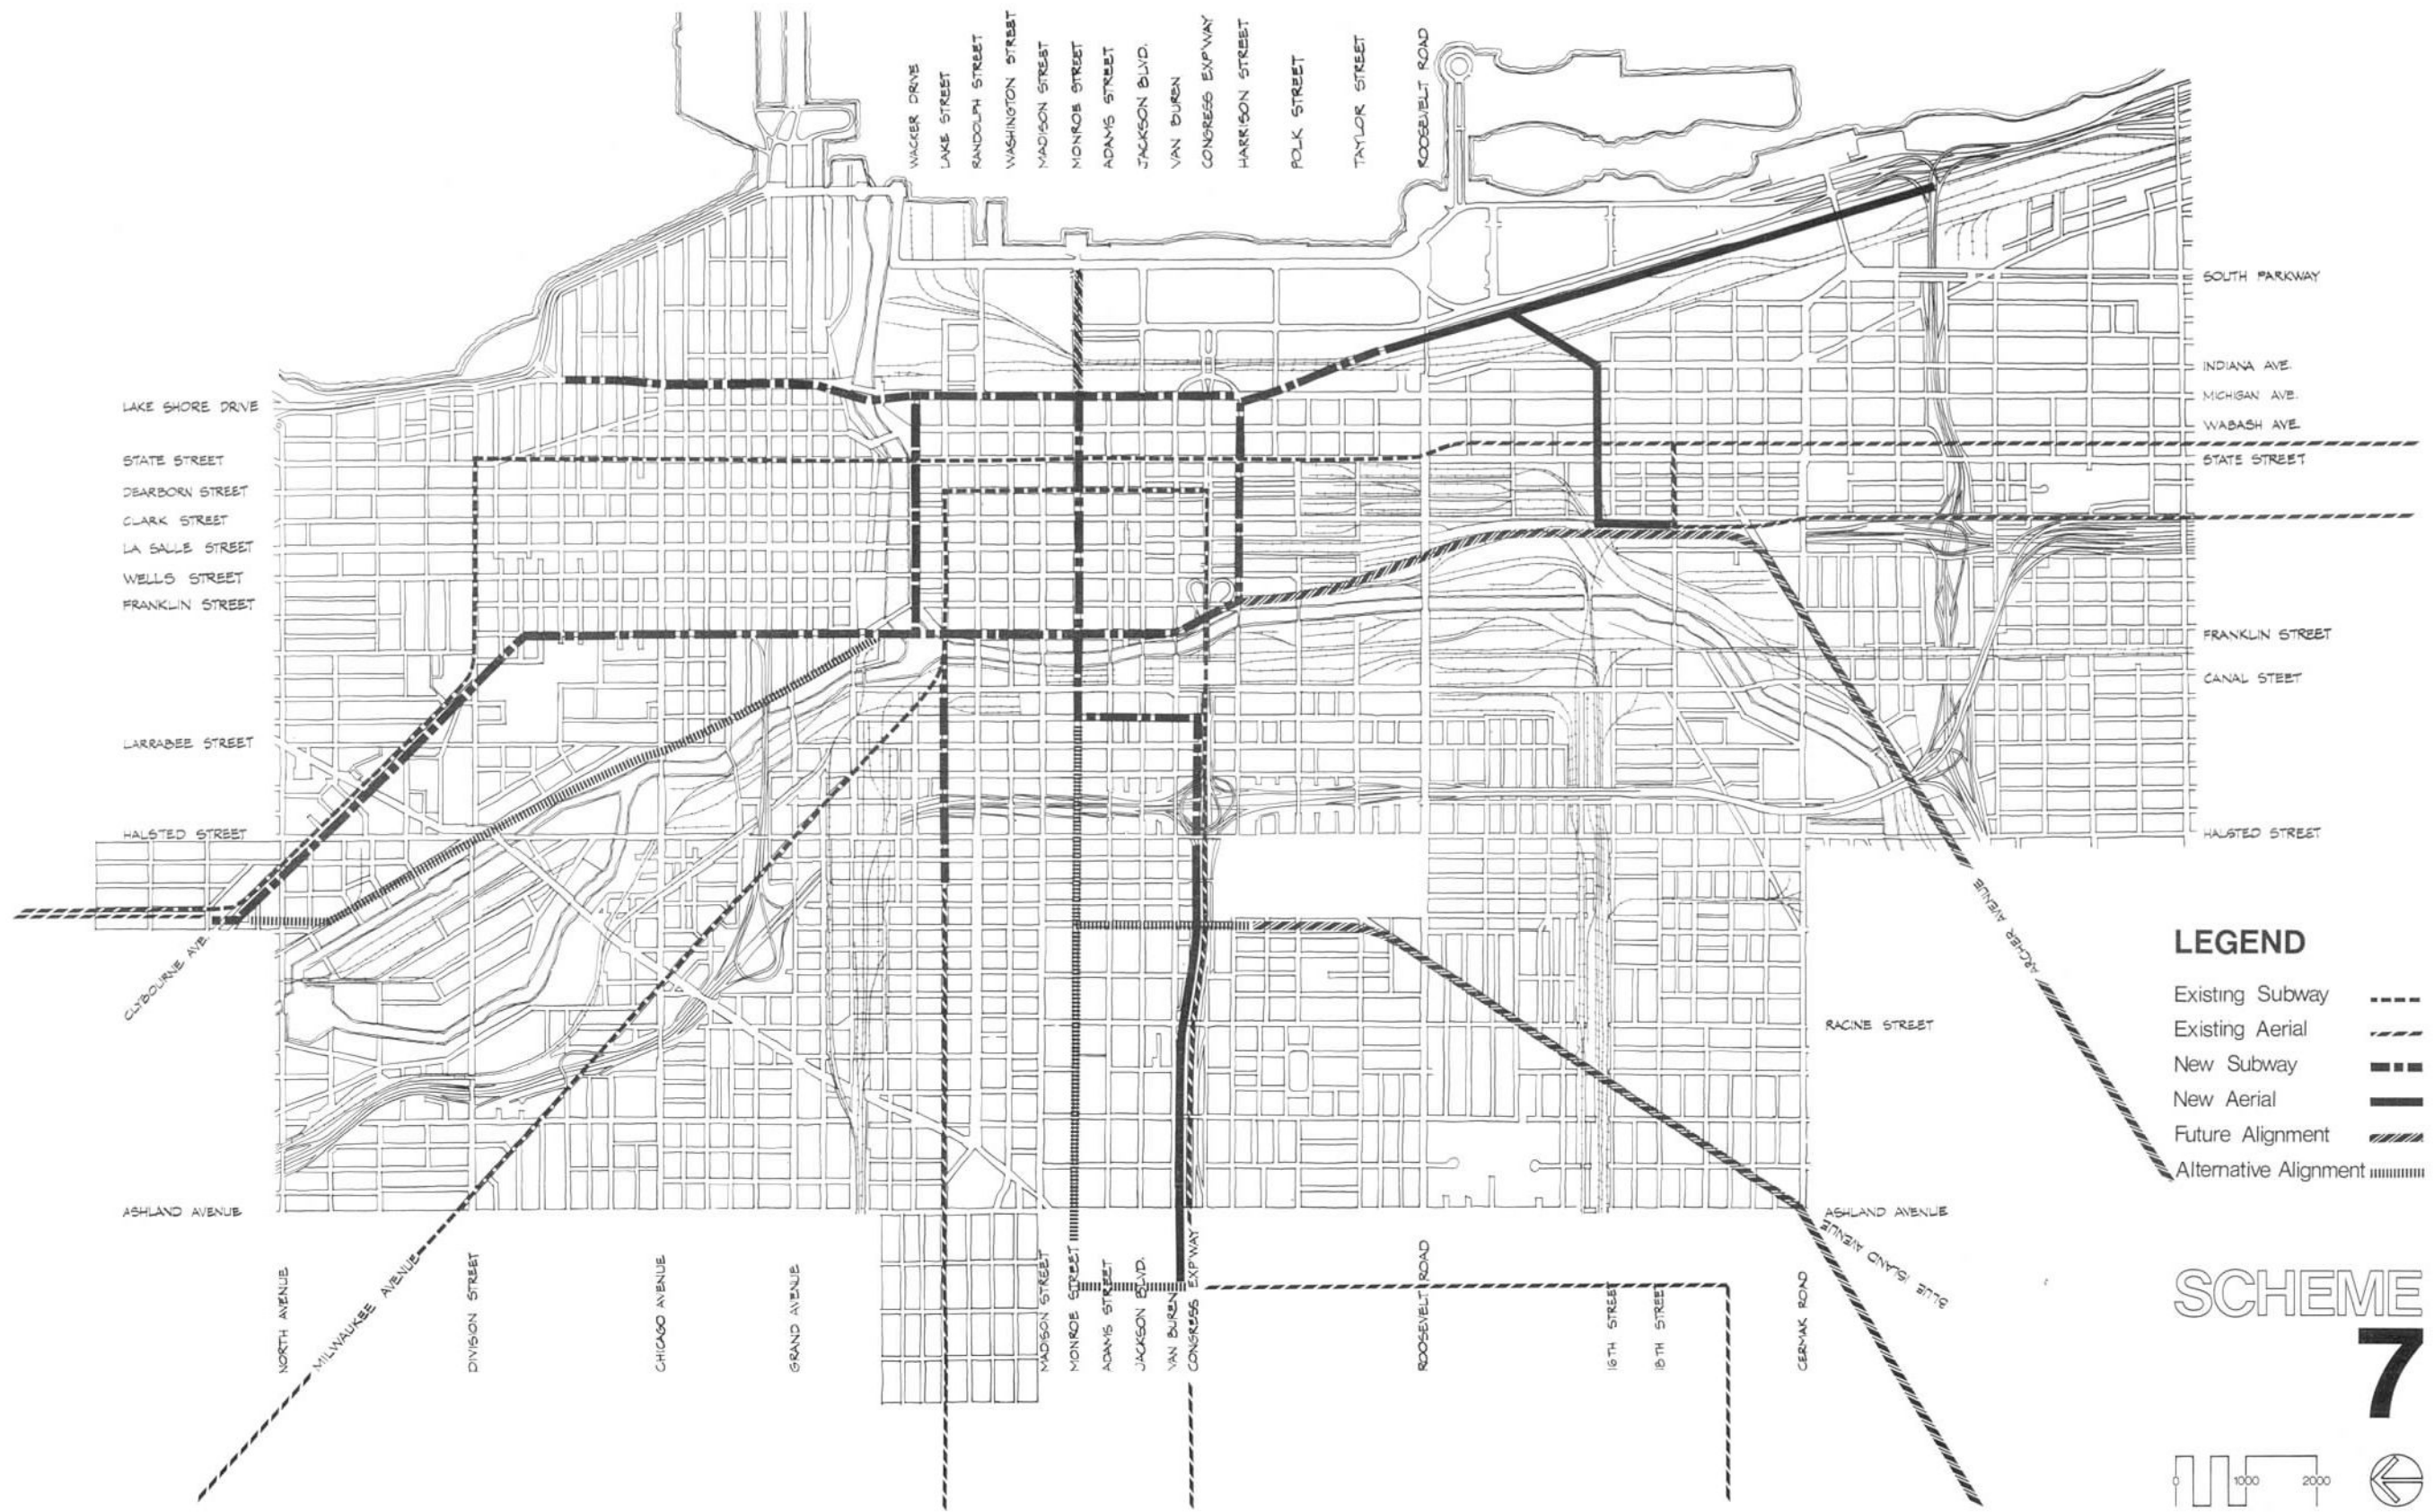 WACKER DRIVE
LAKE STREET
RANDOLPH STREET
WASHINGTON STREET
MADISON STREET
MONROE STREET
ADAMS STREET
JACKSON BLVD.
VAN BUREN
CONGRESS EXP'WAY
HARRISON STREET
POLK STREET
TAYLOR STREET
ROOSEVELT ROAD
LAKE SHORE DRIVE
STATE STREET
DEARBORN STREET
CLARK STREET
LA SALLE STREET
WELLS STREET
FRANKLIN STREET
LARRABEE STREET
HALSTED STREET
CLYBOURNE AVE.
ASHLAND AVENUE
SOUTH PARKWAY
INDIANA AVE.
MICHIGAN AVE.
WABASH AVE
STATE STREET
FRANKLIN STREET
CANAL STEET
HALSTED STREET
ARCHER AVENUE
RACINE STREET
ASHLAND AVENUE
BLUE ISLAND AVENUE
NORTH AVENUE
MILWAUKEE AVENUE
DIVISION STREET
CHICAGO AVENUE
GRAND AVENUE
MADISON STREET
MONROE STREET
ADAMS STREET
JACKSON BLVD.
VAN BUREN
CONGRESS EXP'WAY
ROOSEVELT ROAD
16TH STREET
18TH STREET
CERMAK ROAD
LEGEND
Existing Subway
Existing Aerial
New Subway
New Aerial
Future Alignment
Alternative Alignment
SCHEME
7
0 1000 2000